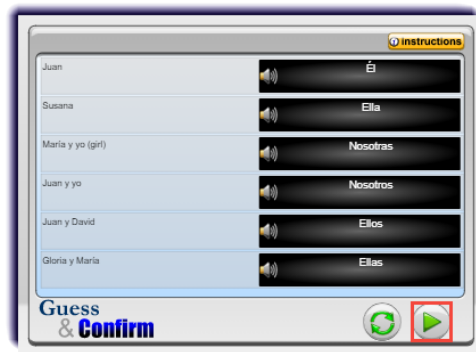 instructions
Juan
Él
Susana
Ella
María y yo (girl)
Nosotras
Juan y yo
Nosotros
Juan y David
Ellos
Gloria y María
Ellas
Guess
& Confirm